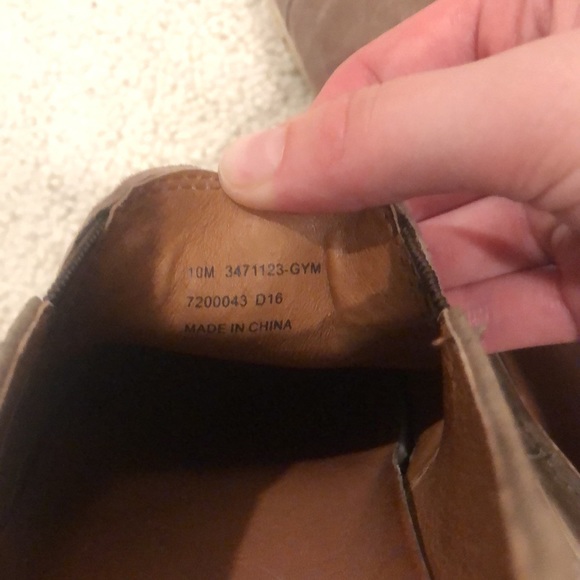 10M 3471123-GYM
7200043 D16
MADE IN CHINA